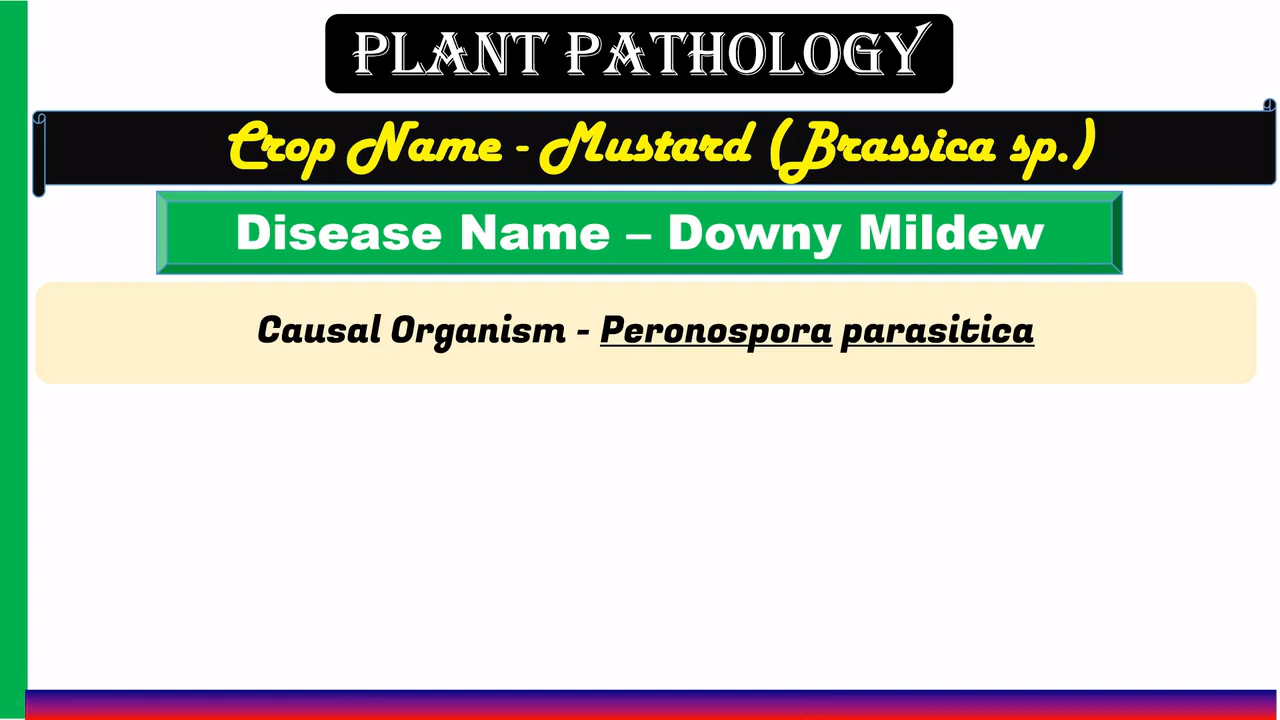 PLANT PATHOLOGY
Crop Name - Mustard (Brassica sp.)
Disease Name – Downy Mildew
Causal Organism - Peronospora parasitica